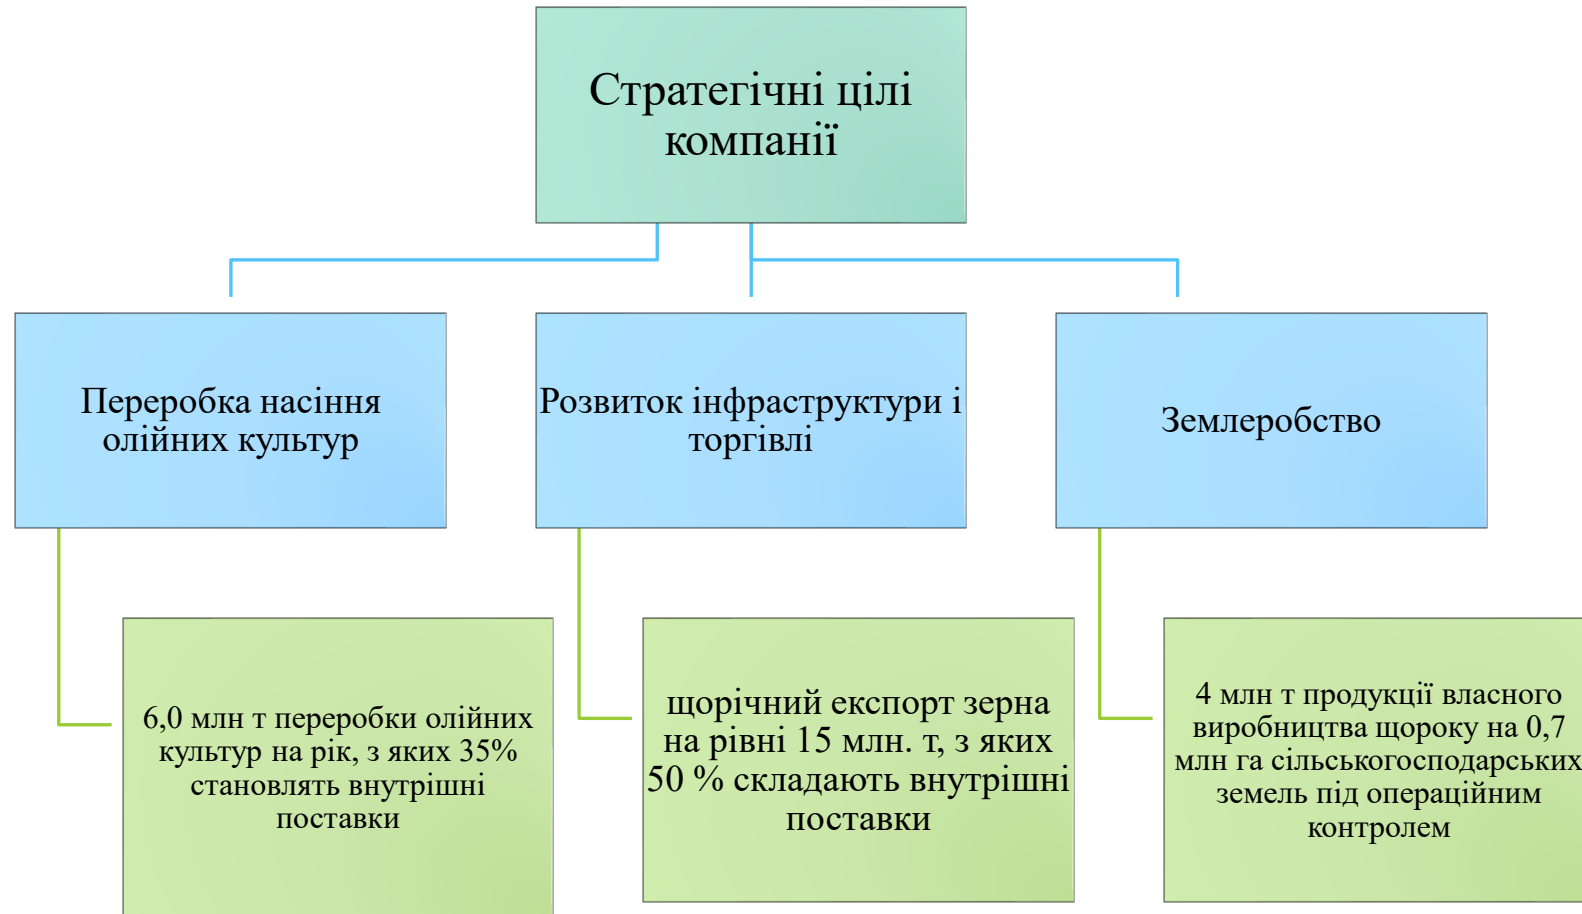 Стратегічні цілі
компанії
Переробка насіння
олійних культур
Розвиток інфраструктури і
торгівлі
Землеробство
6,0 млн т переробки олійних
культур на рік, з яких 35%
становлять внутрішні
поставки
щорічний експорт зерна
на рівні 15 млн. т, з яких
50 % складають внутрішні
поставки
4 млн т продукції власного
виробництва щороку на 0,7
млн га сільськогосподарських
земель під операційним
контролем